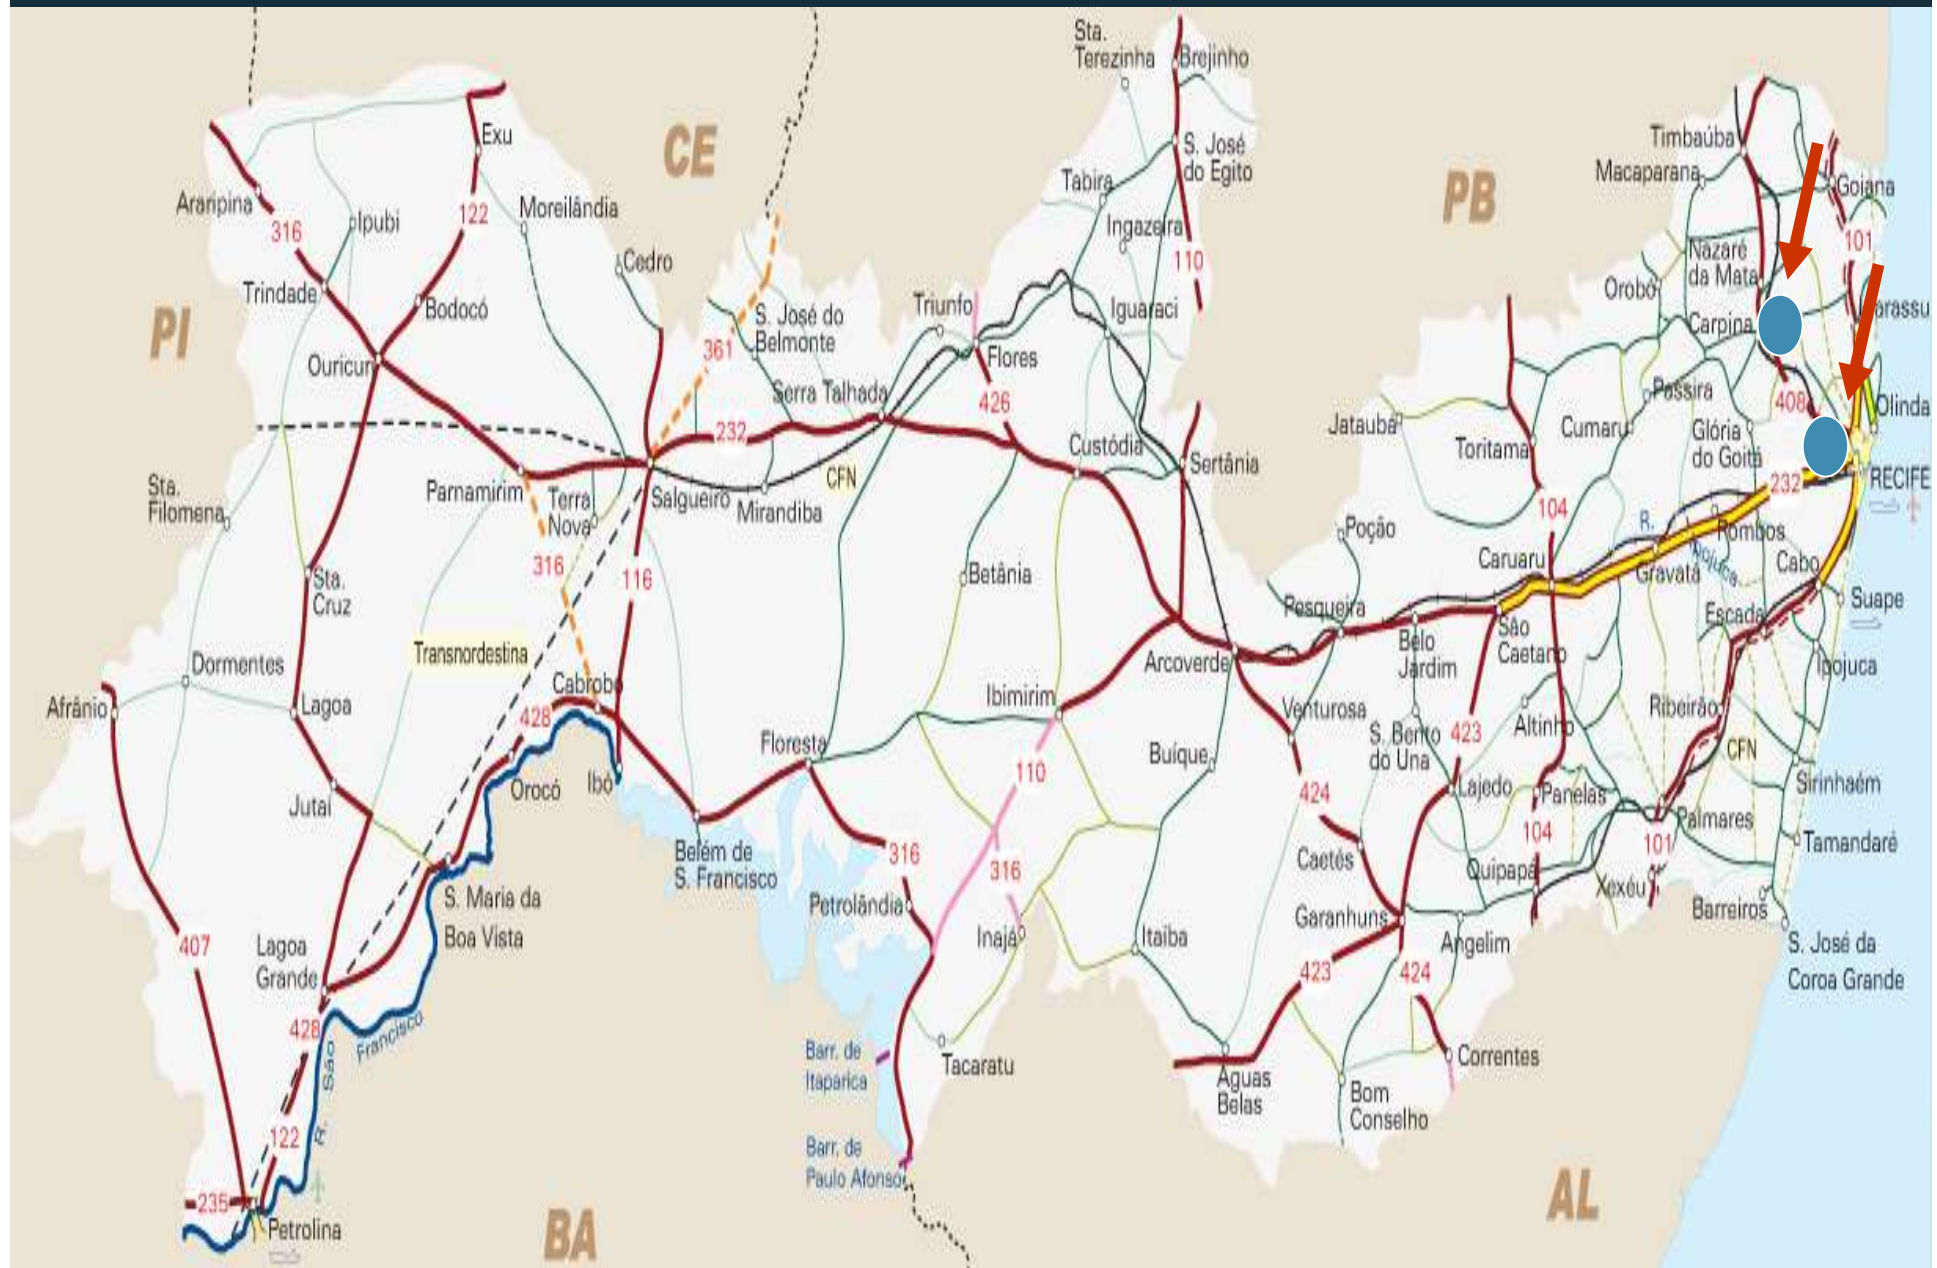 Sta.
Terezinha
Brejinho
Exu
CE
Timbaúba
S. José
do Egito
Macaparana
Tabira
PB
Goiana
Araripina
Ipubi
122
Moreilândia
316
Ingazeira
101
Nazaré
da Mata
110
Cedro
Trindade
Orobó
Bodocó
Triunfo
Iguaraci
S. José do
Belmonte
Carpina
arassu
PI
361
Flores
Ouricuri
Serra Talhada
Passira
426
408
Olinda
Jataubá
Cumaru
Glória
do Goitá
232
Custódia
Toritama
Sertânia
CFN
RECIFE
232
Sta.
Filomena
Parnamirim
Terra
Nova
Salgueiro
Mirandiba
104
Poção
R.
Ipojuca
Pombos
Caruaru
Gravatá
Cabo
316
116
Betânia
Sta.
Cruz
Pesqueira
Suape
Escada
Belo
Jardim
São
Caetano
Transnordestina
Dormentes
Arcoverde
Ipojuca
Cabrobó
Ibimirim
Afrânio
Lagoa
428
Venturosa
Ribeirão
Altinho
S. Bento
do Una
423
Floresta
Buíque
CFN
110
Orocó
Ibó
Sirinhaém
Jutaí
424
Lajedo
Panelas
Palmares
104
101
Tamandaré
Belém de
S. Francisco
316
316
Caetés
Quipapá
Xexéu
S. Maria da
Boa Vista
Petrolândia
Garanhuns
Barreiros
407
Lagoa
Grande
Inajá
Itaiba
Angelim
S. José da
Coroa Grande
423
424
428
R. São Francisco
Barr. de
Itaparica
Tacaratu
Correntes
Aguas
Belas
Bom
Conselho
122
Barr. de
Paulo Afonso
235
Petrolina
BA
AL